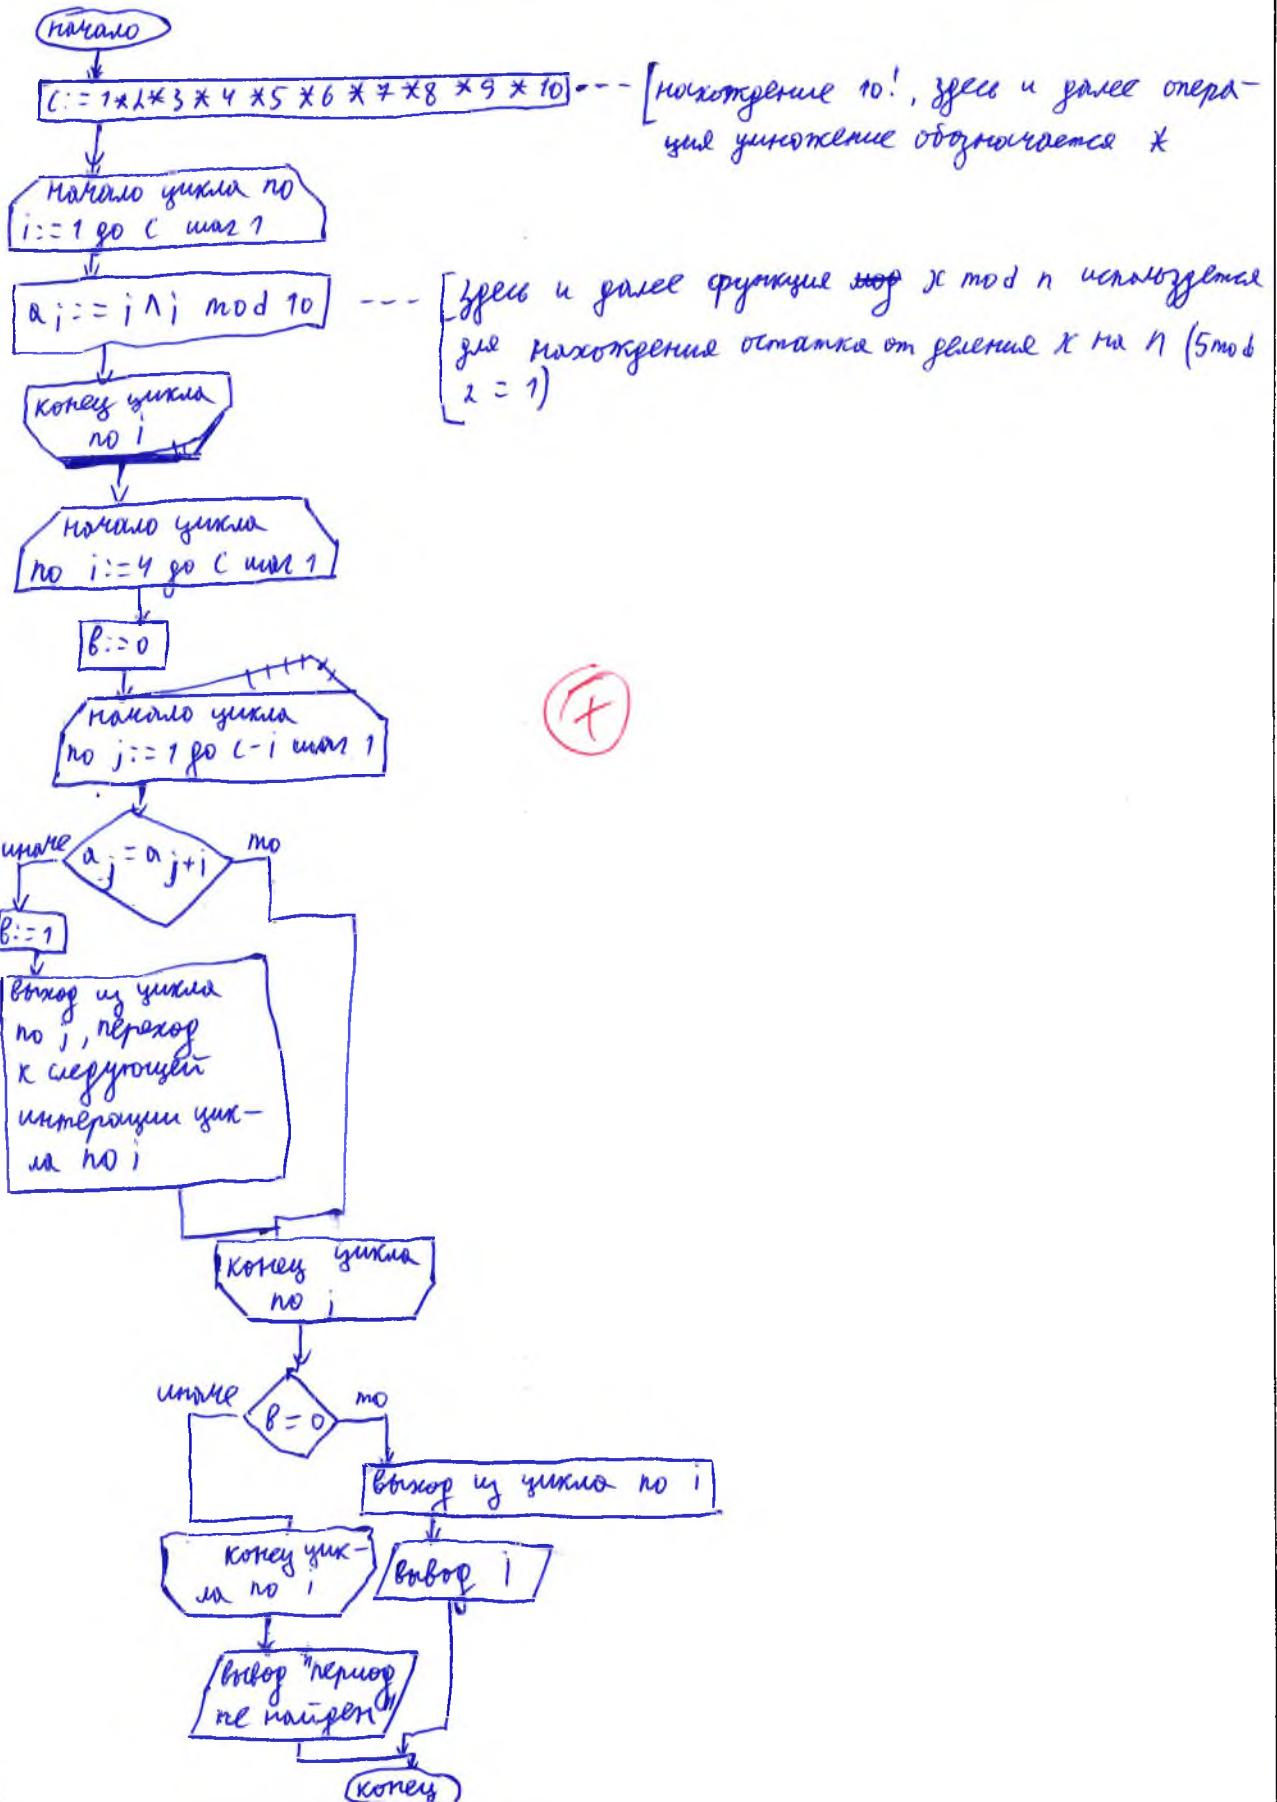 начало
C:=1*2*3*4*5*6*7*8*9*10
нахождение 10!, здесь и далее опера-
ция умножение обозначается *
начало цикла по
i:=1 до C шаг 1
a i:=i ^ i mod 10
здесь и далее функция x mod n используется
для нахождения остатка от деления x на n (5mod
2 = 1)
конец цикла
по i
начало цикла
по i:=4 до C шаг 1
в:=0
начало цикла
по j:=1 до C-i шаг 1
иначе
a j = a j+i
то
в:=1
выход из цикла
по j, переход
к следующей
интерации цик-
ла по i
конец цикла
по j
иначе
в=0
то
выход из цикла по i
конец цик-
ла по i
вывод i
вывод "период
не найден"
конец
+